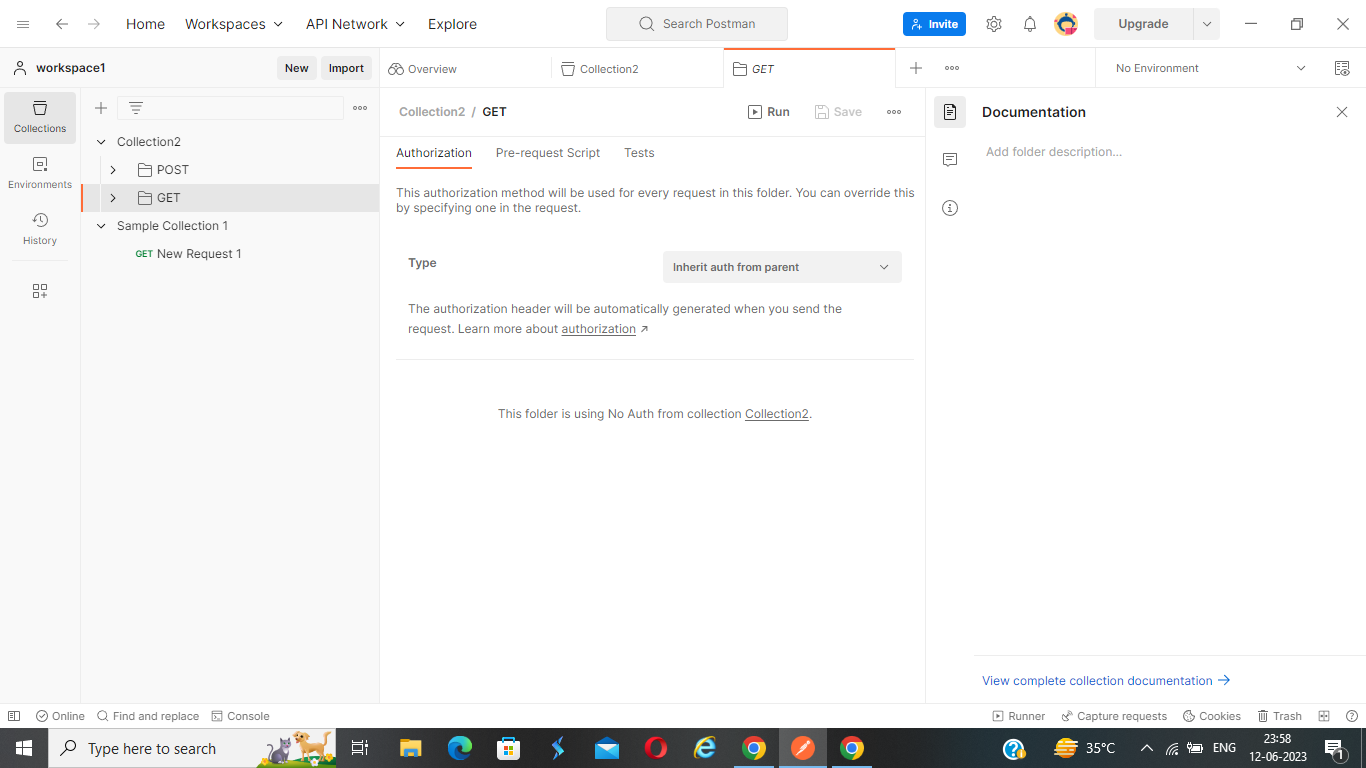 Home
Workspaces
API Network
Explore
Search Postman
Invite
Upgrade
workspace1
New
Import
Overview
Collection2
GET
No Environment
Collections
Environments
History
Collection2
POST
GET
Sample Collection 1
GET New Request 1
Collection2 / GET
Run
Save
Authorization
Pre-request Script
Tests
This authorization method will be used for every request in this folder. You can override this
by specifying one in the request.
Type
Inherit auth from parent
The authorization header will be automatically generated when you send the
request. Learn more about authorization ↗
This folder is using No Auth from collection Collection2.
Documentation
Add folder description...
View complete collection documentation →
Online
Find and replace
Console
Runner
Capture requests
Cookies
Trash
Type here to search
35°C
ENG
23:58
12-06-2023
1